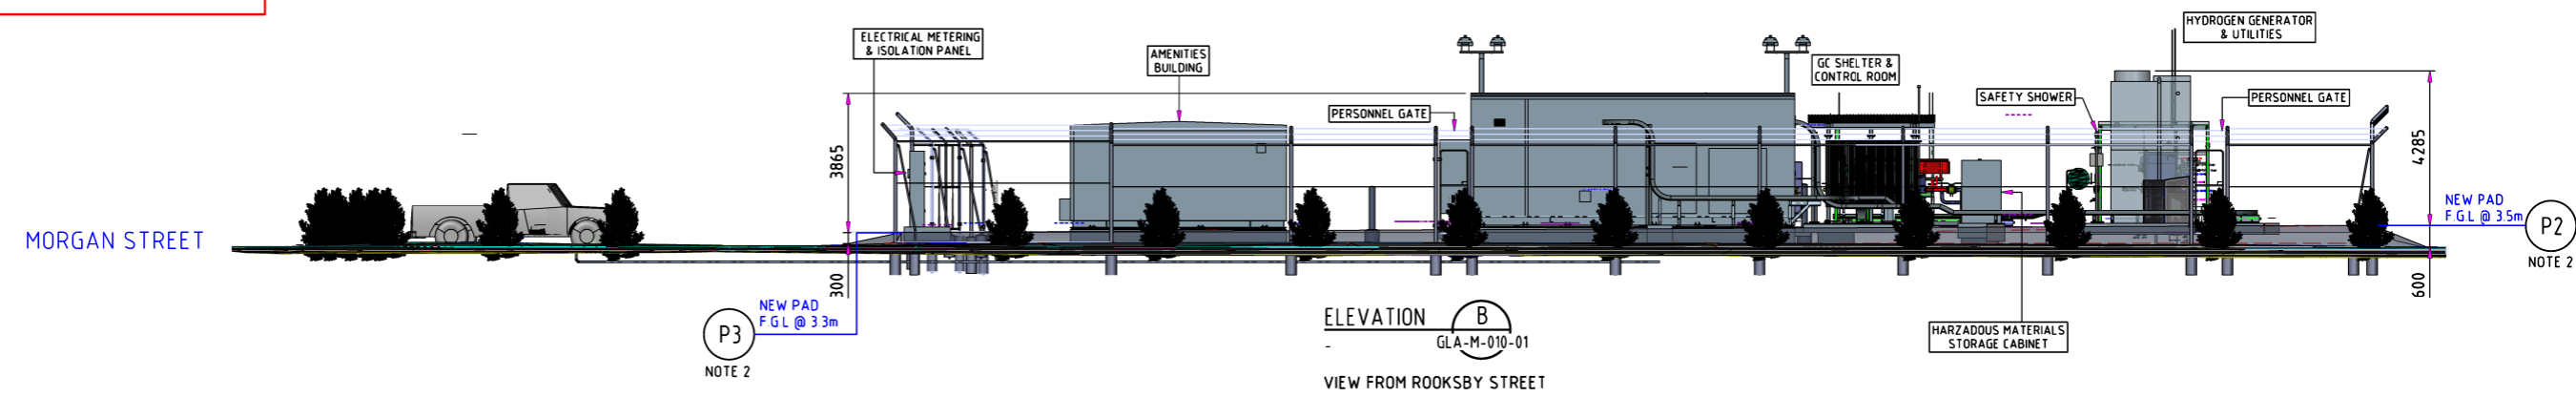 MORGAN STREET
ELECTRICAL METERING
& ISOLATION PANEL
AMENITIES
BUILDING
PERSONNEL GATE
GC SHELTER &
CONTROL ROOM
SAFETY SHOWER
HYDROGEN GENERATOR
& UTILITIES
PERSONNEL GATE
3865
300
4285
600
NEW PAD
F.G.L @ 3.5m
P2
NOTE 2
NEW PAD
F.G.L @ 3.3m
P3
NOTE 2
HARZADOUS MATERIALS
STORAGE CABINET
ELEVATION
B
-
GLA-M-010-01
VIEW FROM ROOKSBY STREET